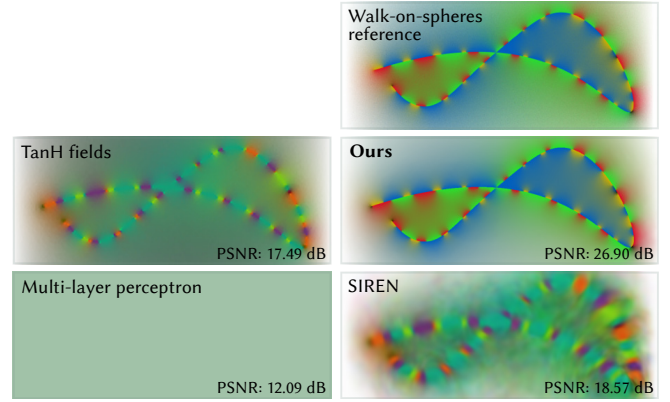 Walk-on-spheres
reference
TanH fields
PSNR: 17.49 dB
Ours
PSNR: 26.90 dB
Multi-layer perceptron
PSNR: 12.09 dB
SIREN
PSNR: 18.57 dB